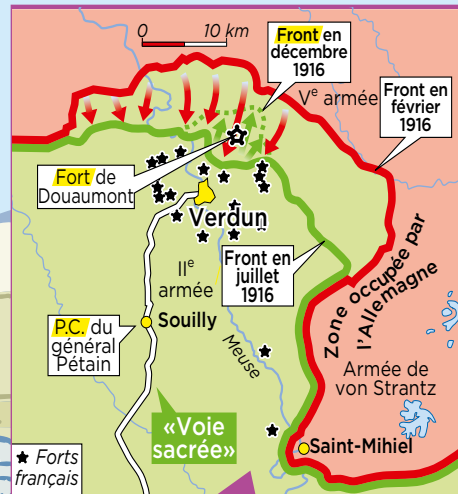 0 10 km
Front en
décembre
1916
Vᵉ armée
Front en
février
1916
Fort de
Douaumont
Verdun
IIᵉ
armée
Front en
juillet
1916
Zone occupée par
l'Allemagne
P.C. du
général
Pétain
Souilly
Meuse
Armée de
von Strantz
«Voie
sacrée»
Saint-Mihiel
Forts
français